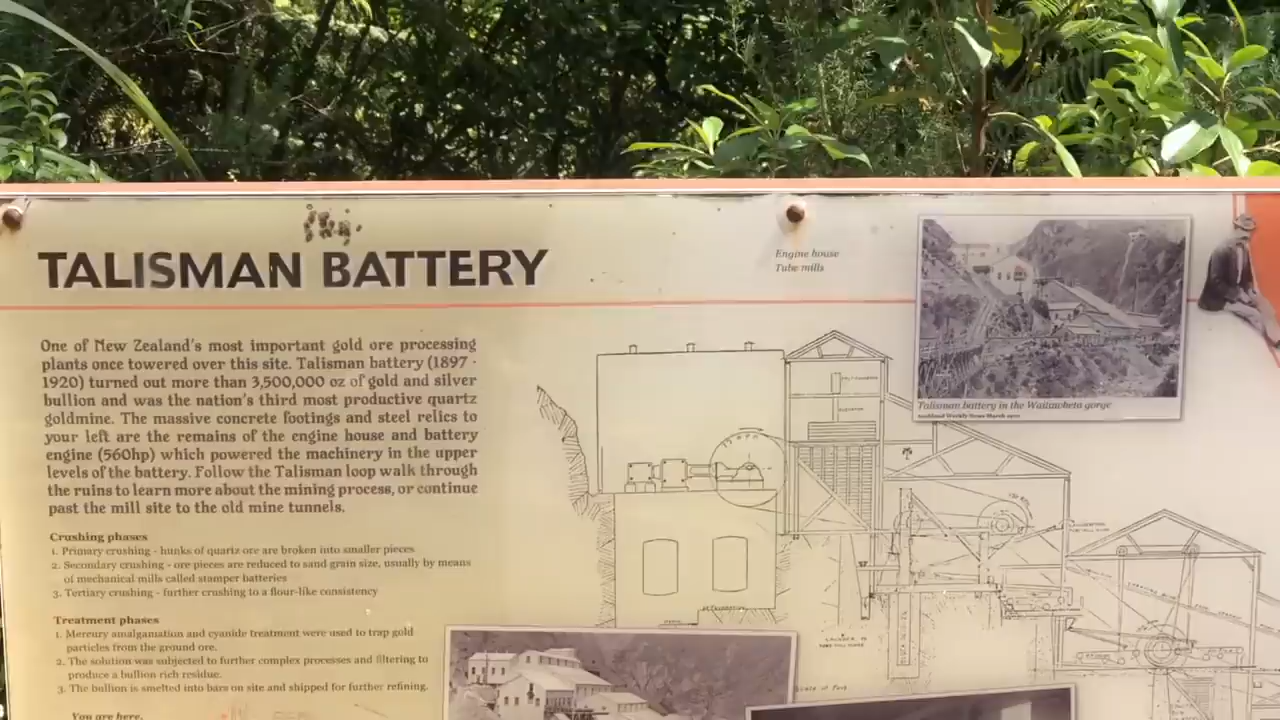 TALISMAN BATTERY
Engine house
Tube mills
One of New Zealand's most important gold ore processing
plants once towered over this site. Talisman battery (1897 -
1920) turned out more than 3,500,000 oz of gold and silver
bullion and was the nation's third most productive quartz
goldmine. The massive concrete footings and steel relics to
your left are the remains of the engine house and battery
engine (560hp) which powered the machinery in the upper
levels of the battery. Follow the Talisman loop walk through
the ruins to learn more about the mining process, or continue
past the mill site to the old mine tunnels.
Crushing phases
1. Primary crushing - hunks of quartz ore are broken into smaller pieces
2. Secondary crushing - ore pieces are reduced to sand grain size, usually by means
of mechanical mills called stamper batteries
3. Tertiary crushing - further crushing to a flour-like consistency
Treatment phases
1. Mercury amalgamation and cyanide treatment were used to trap gold
particles from the ground ore.
2. The solution was subjected to further complex processes and filtering to
produce a bullion rich residue.
3. The bullion is smelted into bars on site and shipped for further refining.
You are here.
Talisman battery in the Waitawheta gorge
Auckland Weekly News March
ELEVATOR